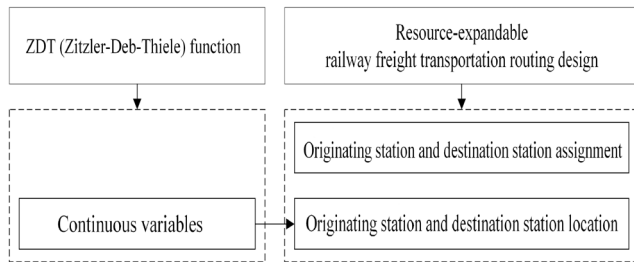 ZDT (Zitzler-Deb-Thiele) function
Resource-expandable
railway freight transportation routing design
Originating station and destination station assignment
Continuous variables
Originating station and destination station location